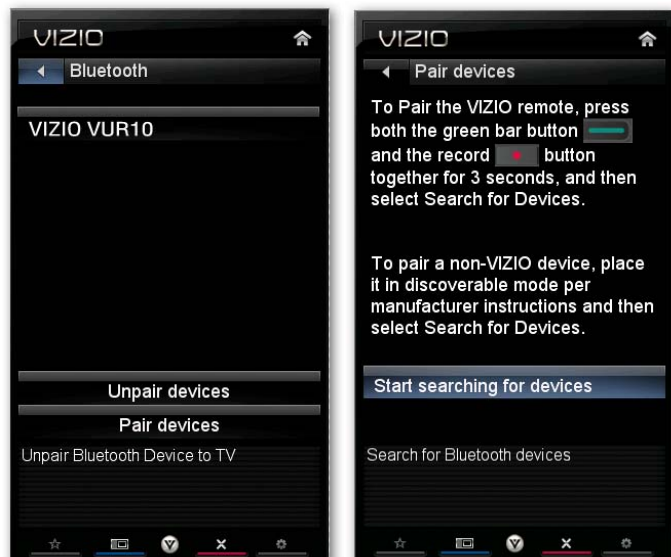 VIZIO
Bluetooth
VIZIO VUR10
Unpair devices
Pair devices
Unpair Bluetooth Device to TV
VIZIO
Pair devices
To Pair the VIZIO remote, press
both the green bar button
and the record button
together for 3 seconds, and then
select Search for Devices.
To pair a non-VIZIO device, place
it in discoverable mode per
manufacturer instructions and then
select Search for Devices.
Start searching for devices
Search for Bluetooth devices